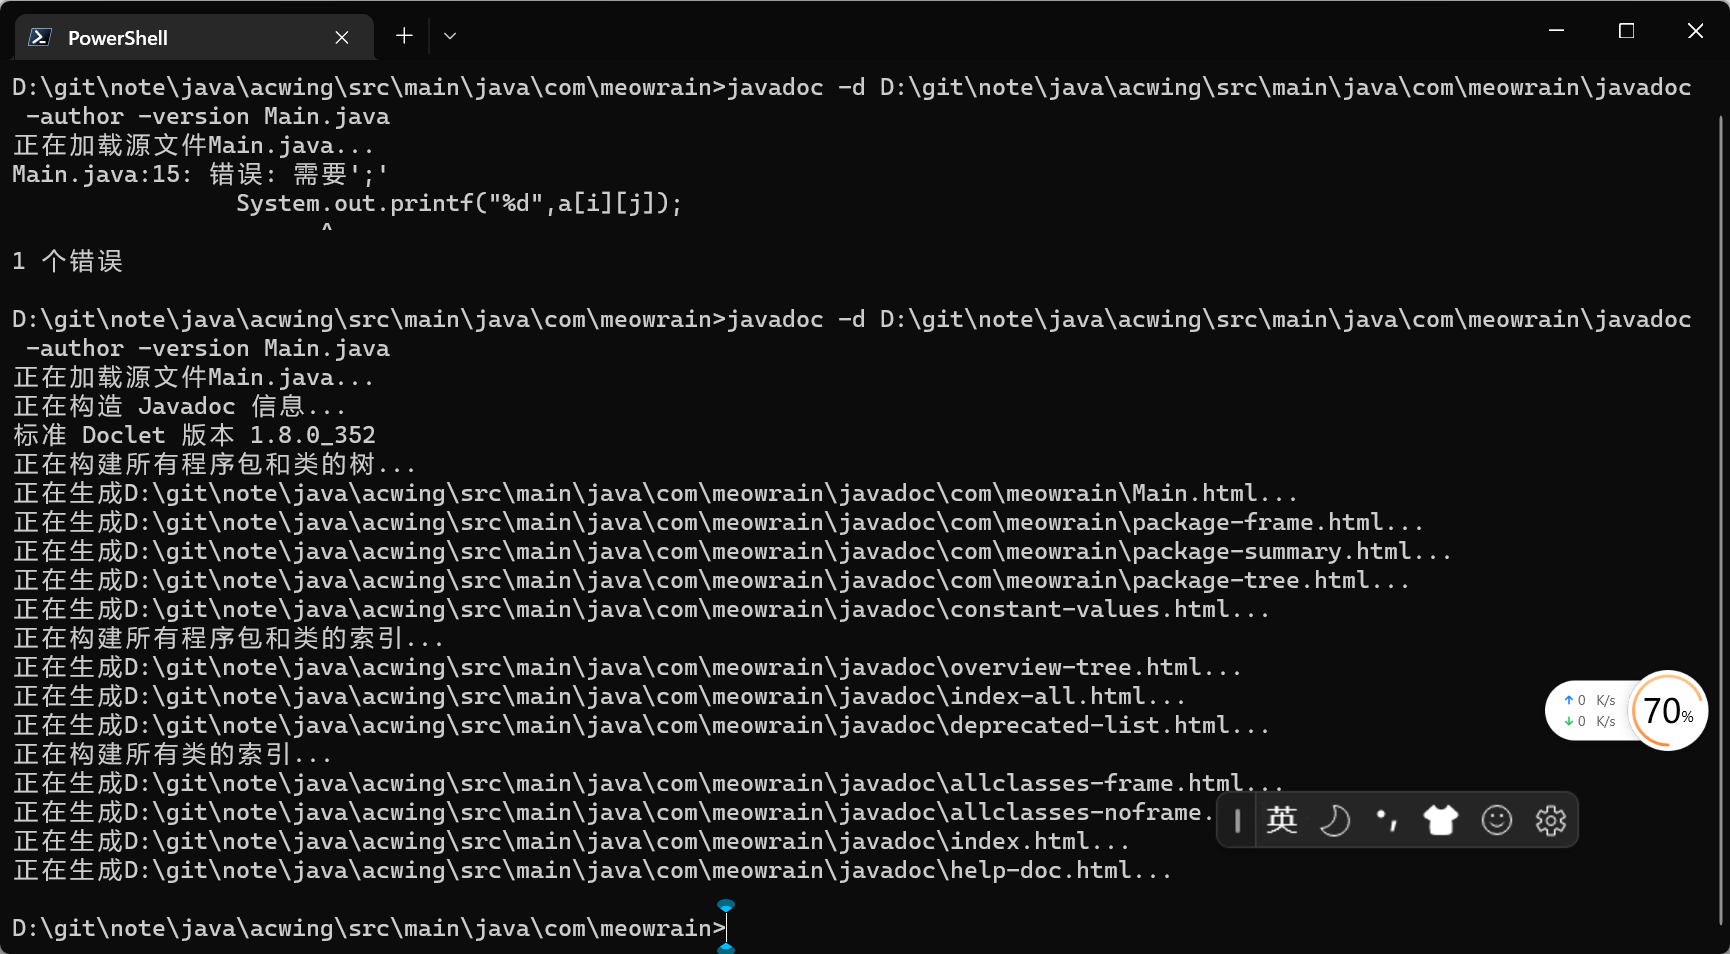 PowerShell
D:\git\note\java\acwing\src\main\java\com\meowrain>javadoc -d D:\git\note\java\acwing\src\main\java\com\meowrain\javadoc
-author -version Main.java
正在加载源文件Main.java...
Main.java:15: 错误: 需要';'
System.out.printf("%d",a[i][j]);
^
1 个错误
D:\git\note\java\acwing\src\main\java\com\meowrain>javadoc -d D:\git\note\java\acwing\src\main\java\com\meowrain\javadoc
-author -version Main.java
正在加载源文件Main.java...
正在构造 Javadoc 信息...
标准 Doclet 版本 1.8.0_352
正在构建所有程序包和类的树...
正在生成D:\git\note\java\acwing\src\main\java\com\meowrain\javadoc\com\meowrain\Main.html...
正在生成D:\git\note\java\acwing\src\main\java\com\meowrain\javadoc\com\meowrain\package-frame.html...
正在生成D:\git\note\java\acwing\src\main\java\com\meowrain\javadoc\com\meowrain\package-summary.html...
正在生成D:\git\note\java\acwing\src\main\java\com\meowrain\javadoc\com\meowrain\package-tree.html...
正在生成D:\git\note\java\acwing\src\main\java\com\meowrain\javadoc\constant-values.html...
正在构建所有程序包和类的索引...
正在生成D:\git\note\java\acwing\src\main\java\com\meowrain\javadoc\overview-tree.html...
正在生成D:\git\note\java\acwing\src\main\java\com\meowrain\javadoc\index-all.html...
正在生成D:\git\note\java\acwing\src\main\java\com\meowrain\javadoc\deprecated-list.html...
正在构建所有类的索引...
正在生成D:\git\note\java\acwing\src\main\java\com\meowrain\javadoc\allclasses-frame.html...
正在生成D:\git\note\java\acwing\src\main\java\com\meowrain\javadoc\allclasses-noframe.
正在生成D:\git\note\java\acwing\src\main\java\com\meowrain\javadoc\index.html...
正在生成D:\git\note\java\acwing\src\main\java\com\meowrain\javadoc\help-doc.html...
D:\git\note\java\acwing\src\main\java\com\meowrain>
↑ 0 K/s
↓ 0 K/s
70%
英